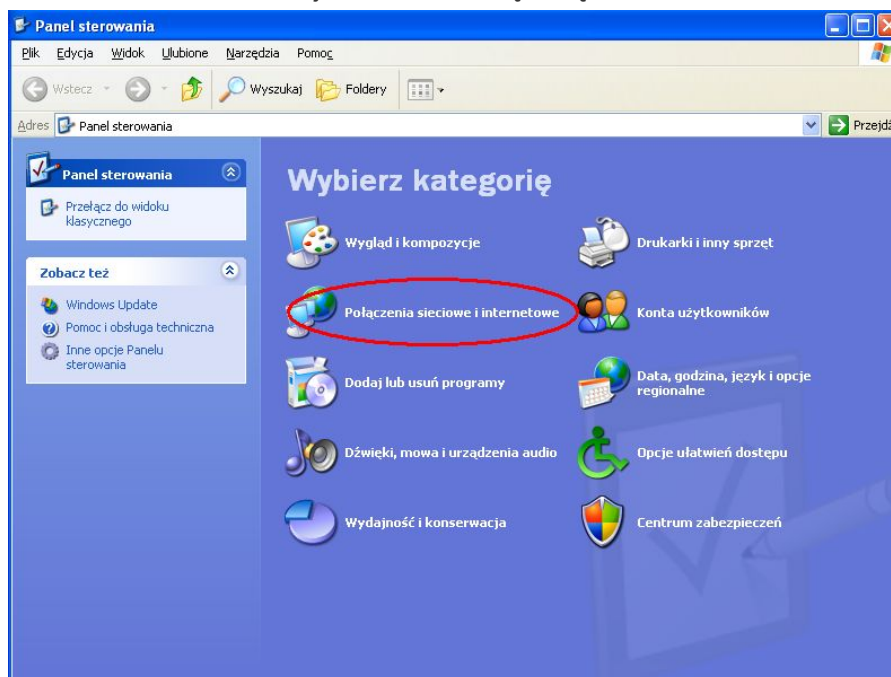 Panel sterowania
Plik Edycja Widok Ulubione Narzędzia Pomoc
Wstecz Wyszukaj Foldery
Adres Panel sterowania Przejdź
Panel sterowania
Przełącz do widoku
klasycznego
Zobacz też
Windows Update
Pomoc i obsługa techniczna
Inne opcje Panelu
sterowania
Wybierz kategorię
Wygląd i kompozycje
Drukarki i inny sprzęt
Połączenia sieciowe i internetowe
Konta użytkowników
Dodaj lub usuń programy
Data, godzina, język i opcje
regionalne
Dźwięki, mowa i urządzenia audio
Opcje ułatwień dostępu
Wydajność i konserwacja
Centrum zabezpieczeń